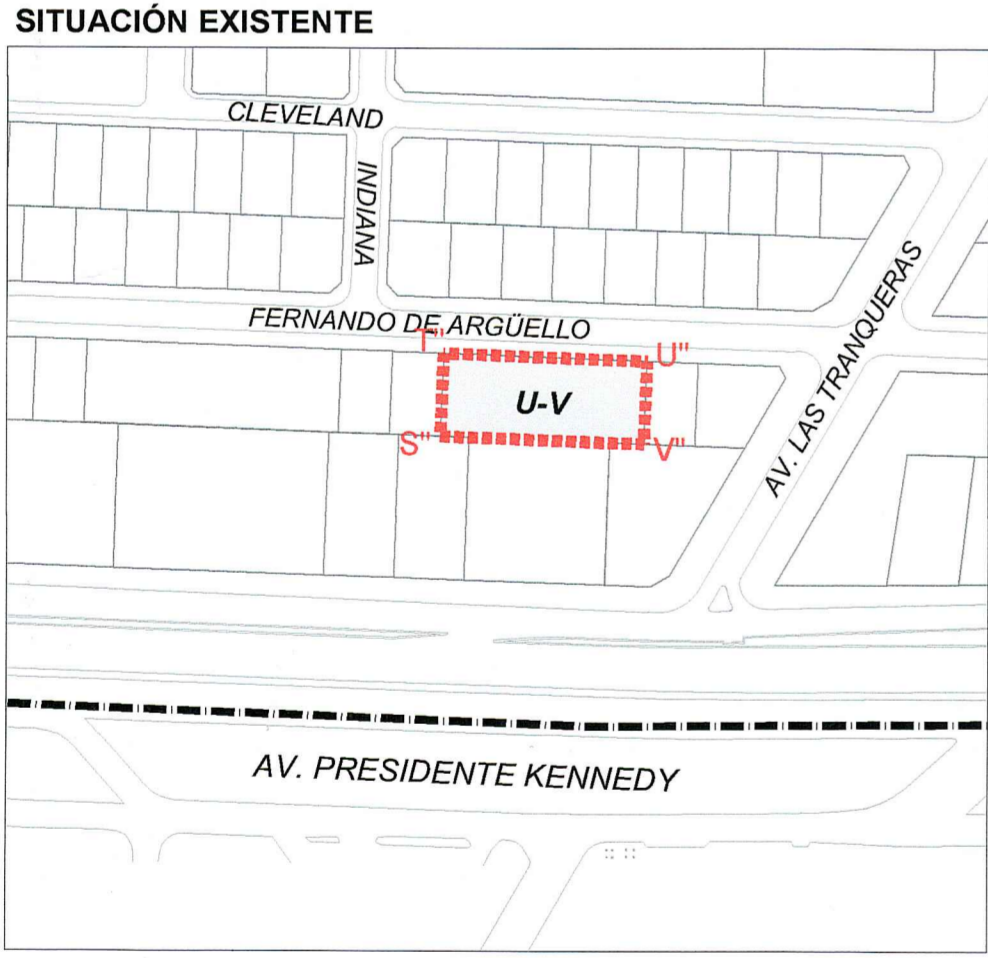 SITUACIÓN EXISTENTE
CLEVELAND
INDIANA
FERNANDO DE ARGÜELLO
T"
U"
U-V
S"
V"
AV. LAS TRANQUERAS
AV. PRESIDENTE KENNEDY